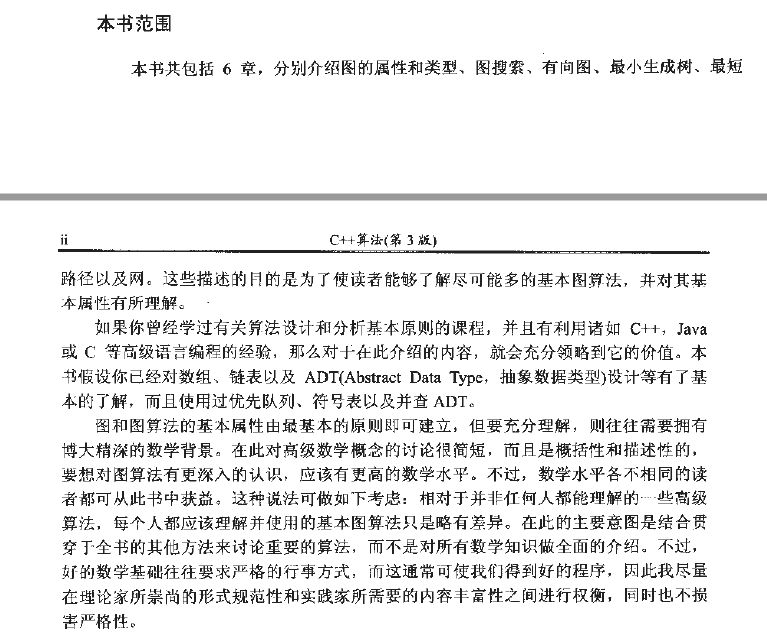 本书范围
本书共包括 6 章，分别介绍图的属性和类型、图搜索、有向图、最小生成树、最短
ii
C++算法(第 3 版)
路径以及网。这些描述的目的是为了使读者能够了解尽可能多的基本图算法，并对其基
本属性有所理解。
如果你曾经学过有关算法设计和分析基本原则的课程，并且有利用诸如 C++，Java
或 C 等高级语言编程的经验，那么对于在此介绍的内容，就会充分领略到它的价值。本
书假设你已经对数组、链表以及 ADT(Abstract Data Type，抽象数据类型)设计等有了基
本的了解，而且使用过优先队列、符号表以及并查 ADT。
图和图算法的基本属性由最基本的原则即可建立，但要充分理解，则往往需要拥有
博大精深的数学背景。在此对高级数学概念的讨论很简短，而且是概括性和描述性的，
要想对图算法有更深入的认识，应该有更高的数学水平。不过，数学水平各不相同的读
者都可从此书中获益。这种说法可做如下考虑：相对于并非任何人都能理解的一些高级
算法，每个人都应该理解并使用的基本图算法只是略有差异。在此的主要意图是结合贯
穿于全书的其他方法来讨论重要的算法，而不是对所有数学知识做全面的介绍。不过，
好的数学基础往往要求严格的行事方式，而这通常可使我们得到好的程序，因此我尽量
在理论家所崇尚的形式规范性和实践家所需要的内容丰富性之间进行权衡，同时也不损
害严格性。